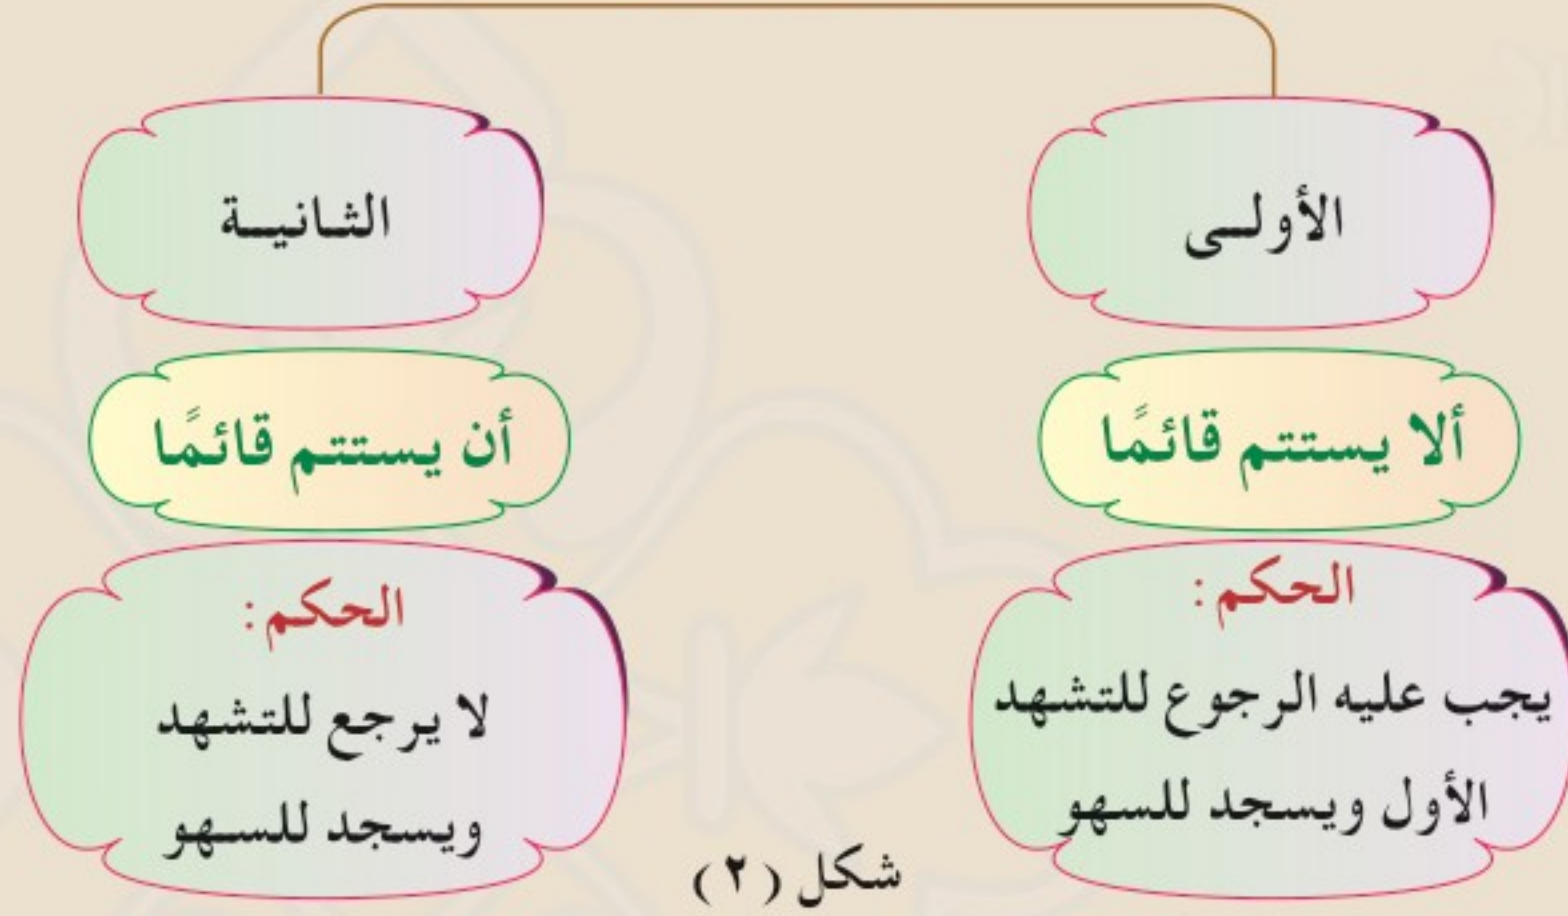 الأولى
ألا يستتم قائمًا
الحكم:
يجب عليه الرجوع للتشهد
الأول ويسجد للسهو
الثانية
أن يستتم قائمًا
الحكم:
لا يرجع للتشهد
ويسجد للسهو
شكل (٢)